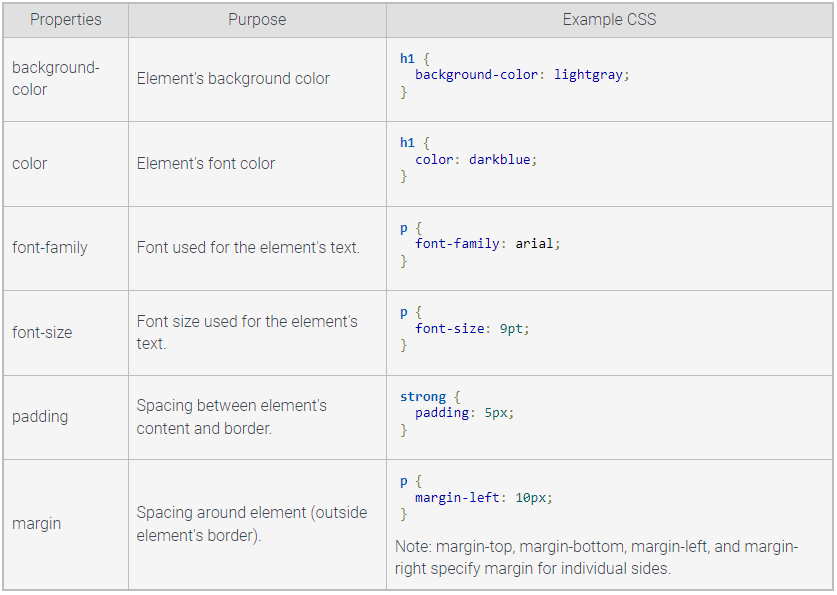 Properties Purpose Example CSS
background-
color
Element's background color
h1 {
background-color: lightgray;
}
color
Element's font color
h1 {
color: darkblue;
}
font-family
Font used for the element's text.
p {
font-family: arial;
}
font-size
Font size used for the element's
text.
p {
font-size: 9pt;
}
padding
Spacing between element's
content and border.
strong {
padding: 5px;
}
margin
Spacing around element (outside
element's border).
p {
margin-left: 10px;
}
Note: margin-top, margin-bottom, margin-left, and margin-
right specify margin for individual sides.